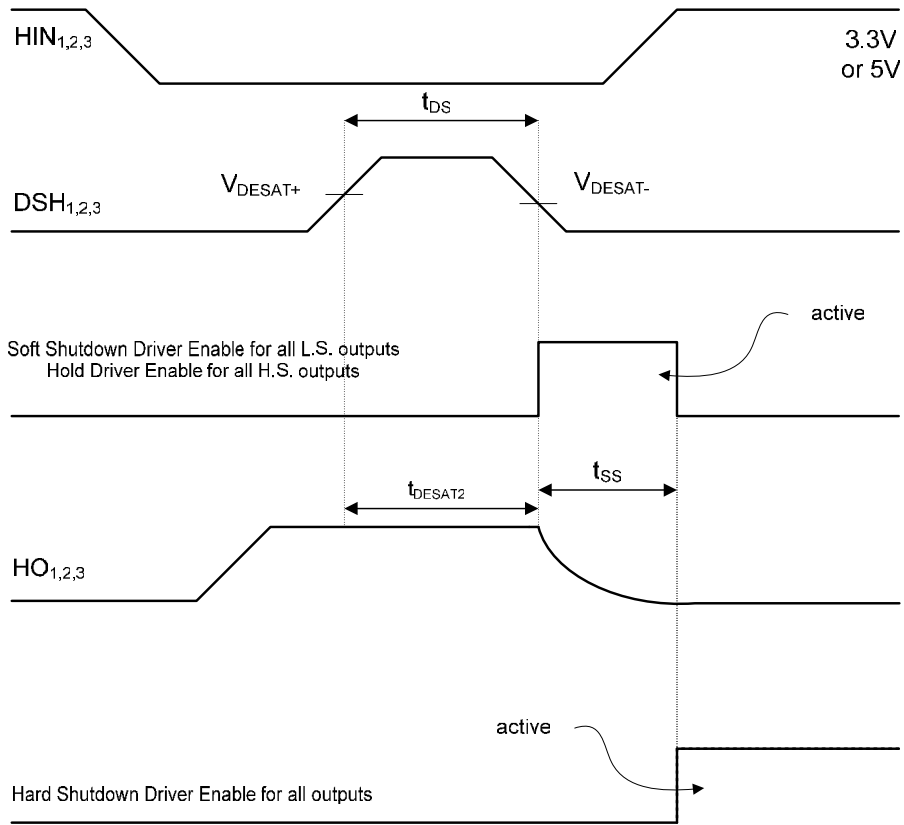 HIN1,2,3
3.3V
or 5V
tDS
VDESAT+
VDESAT-
DSH1,2,3
active
Soft Shutdown Driver Enable for all L.S. outputs
Hold Driver Enable for all H.S. outputs
tSS
tDESAT2
HO1,2,3
active
Hard Shutdown Driver Enable for all outputs